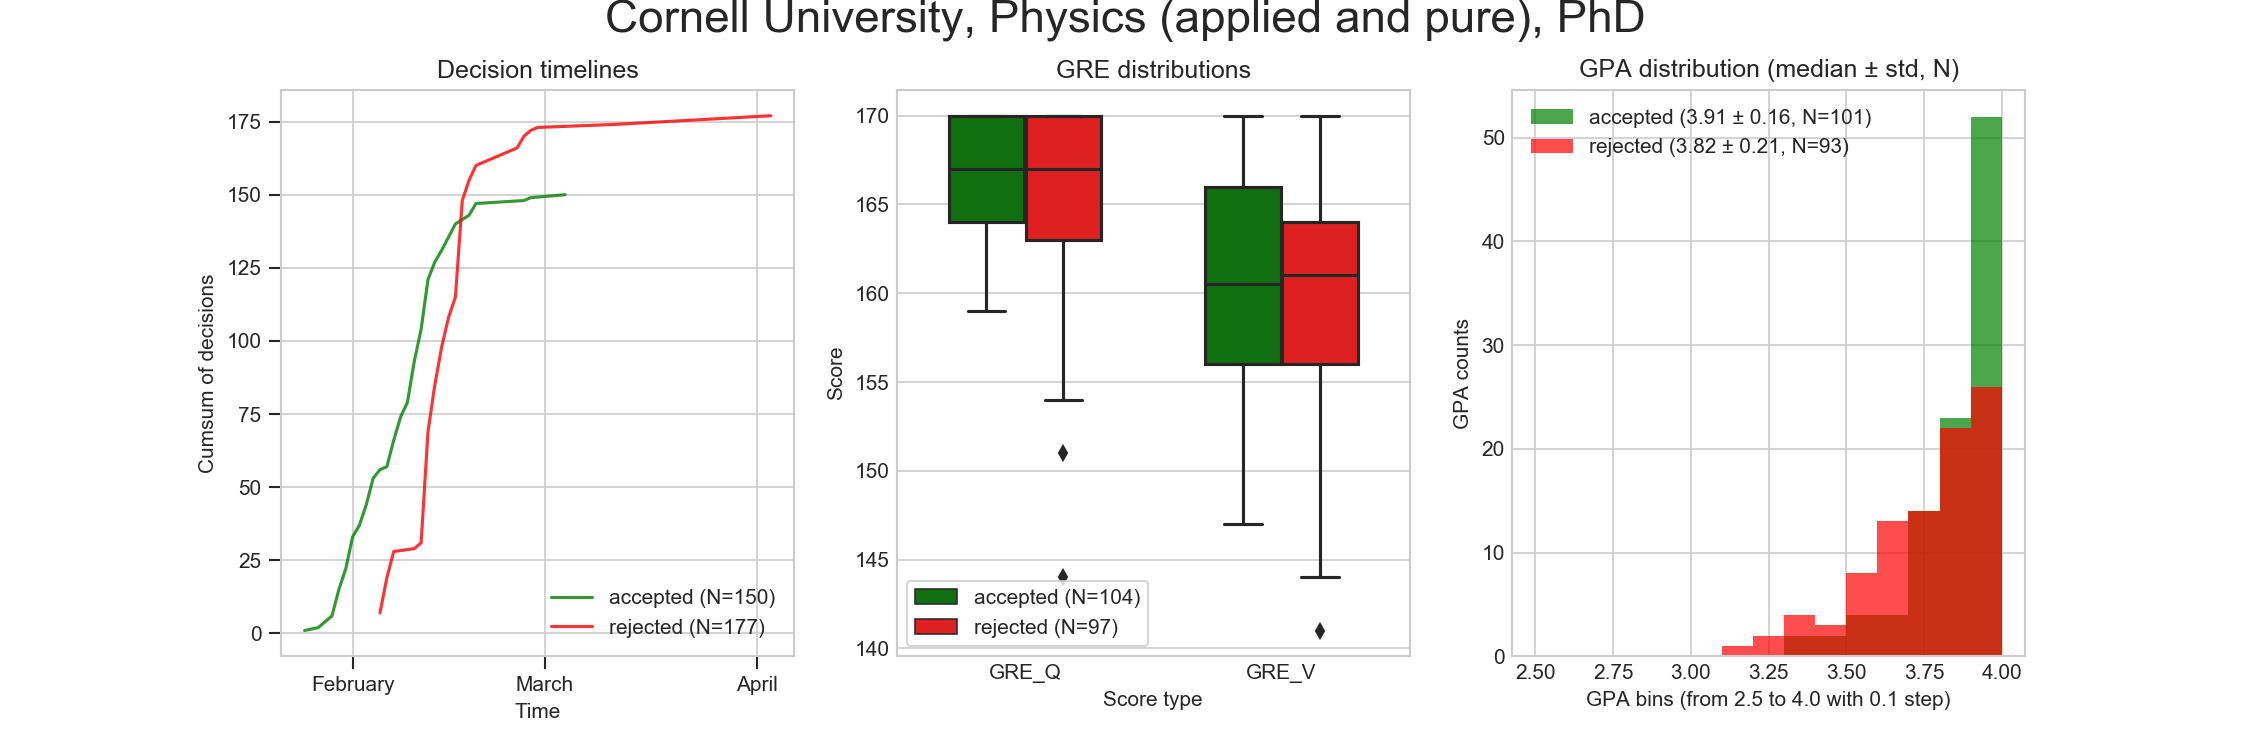 Cornell University, Physics (applied and pure), PhD
Decision timelines
175
150
125
100
75
50
25
0
Cumsum of decisions
accepted (N=150)
rejected (N=177)
February
March
April
Time
GRE distributions
170
165
160
155
150
145
140
Score
accepted (N=104)
rejected (N=97)
GRE_Q
GRE_V
Score type
GPA distribution (median ± std, N)
accepted (3.91 ± 0.16, N=101)
rejected (3.82 ± 0.21, N=93)
50
40
30
20
10
0
GPA counts
2.50
2.75
3.00
3.25
3.50
3.75
4.00
GPA bins (from 2.5 to 4.0 with 0.1 step)